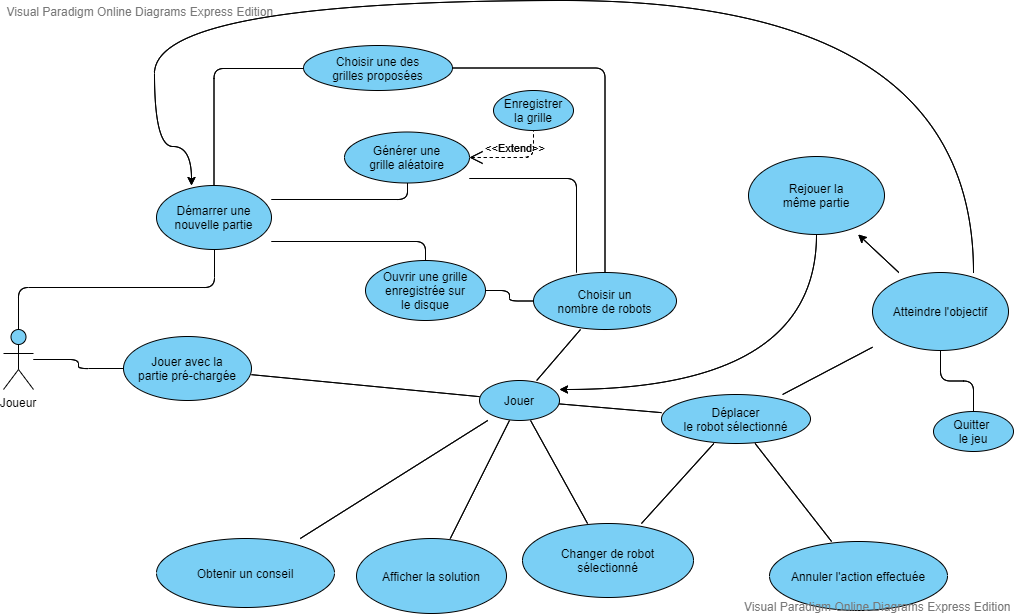 Visual Paradigm Online Diagrams Express Edition
Choisir une des
grilles proposées
Enregistrer
la grille
<<Extend>>
Générer une
grille aléatoire
Rejouer la
même partie
Démarrer une
nouvelle partie
Ouvrir une grille
enregistrée sur
le disque
Choisir un
nombre de robots
Atteindre l'objectif
Joueur
Jouer avec la
partie pré-chargée
Jouer
Déplacer
le robot sélectionné
Quitter
le jeu
Obtenir un conseil
Afficher la solution
Changer de robot
sélectionné
Annuler l'action effectuée
Visual Paradigm Online Diagrams Express Edition